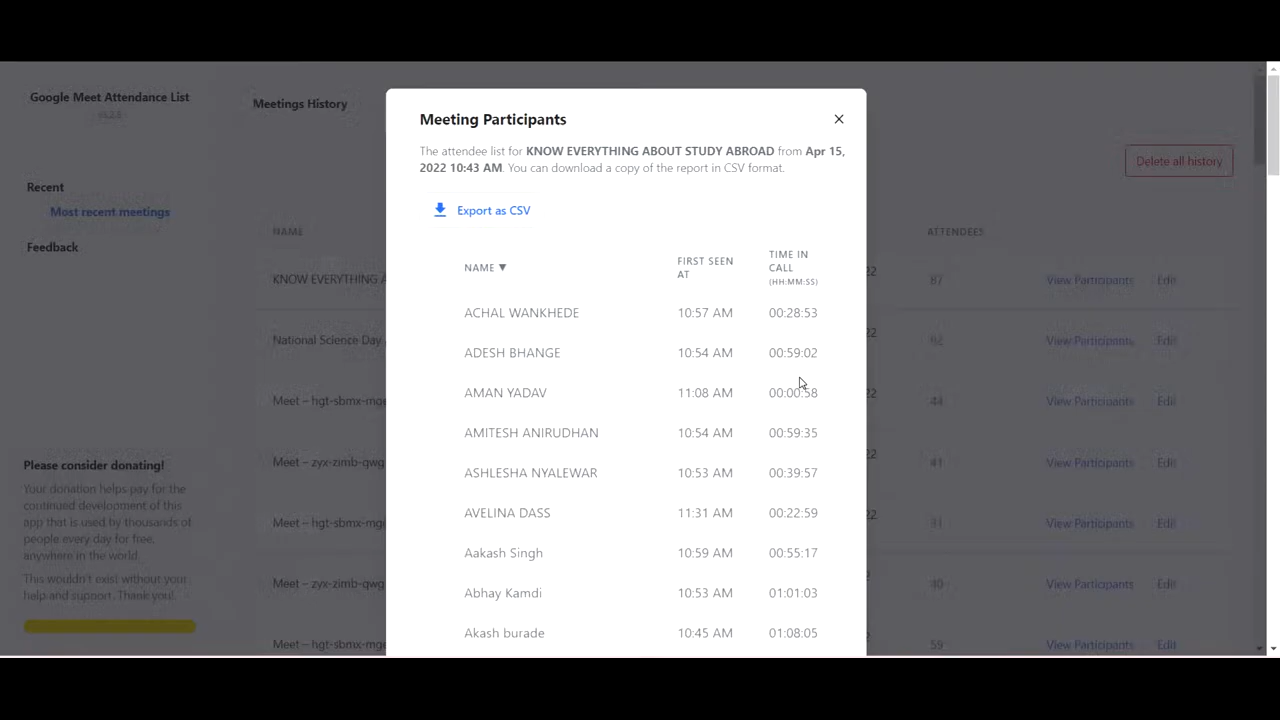 Google Meet Attendance List
Meetings History
Delete all history
Recent
Most recent meetings
Feedback
NAME
ATTENDEES
KNOW EVERYTHING A
22
87
View Participants
Edit
National Science Day
22
View Participants
Edit
Meet – hgt-sbmx-mge
22
44
View Participants
Edit
Meet – zyx-zimb-qwg
22
41
View Participants
Edit
Meet – hgt-sbmx-mge
22
31
View Participants
Edit
Meet – zyx-zimb-qwg
40
View Participants
Edit
Meet – hgt-sbmx-mge
59
View Participants
Edit
Please consider donating!
Your donation helps pay for the
continued development of this
app that is used by thousands of
people every day for free,
anywhere in the world.
This wouldn't exist without your
help and support. Thank you!
Meeting Participants
The attendee list for KNOW EVERYTHING ABOUT STUDY ABROAD from Apr 15,
2022 10:43 AM. You can download a copy of the report in CSV format.
Export as CSV
NAME ▼
FIRST SEEN
AT
TIME IN
CALL
(HH:MM:SS)
ACHAL WANKHEDE 10:57 AM 00:28:53
ADESH BHANGE 10:54 AM 00:59:02
AMAN YADAV 11:08 AM 00:00:58
AMITESH ANIRUDHAN 10:54 AM 00:59:35
ASHLESHA NYALEWAR 10:53 AM 00:39:57
AVELINA DASS 11:31 AM 00:22:59
Aakash Singh 10:59 AM 00:55:17
Abhay Kamdi 10:53 AM 01:01:03
Akash burade 10:45 AM 01:08:05